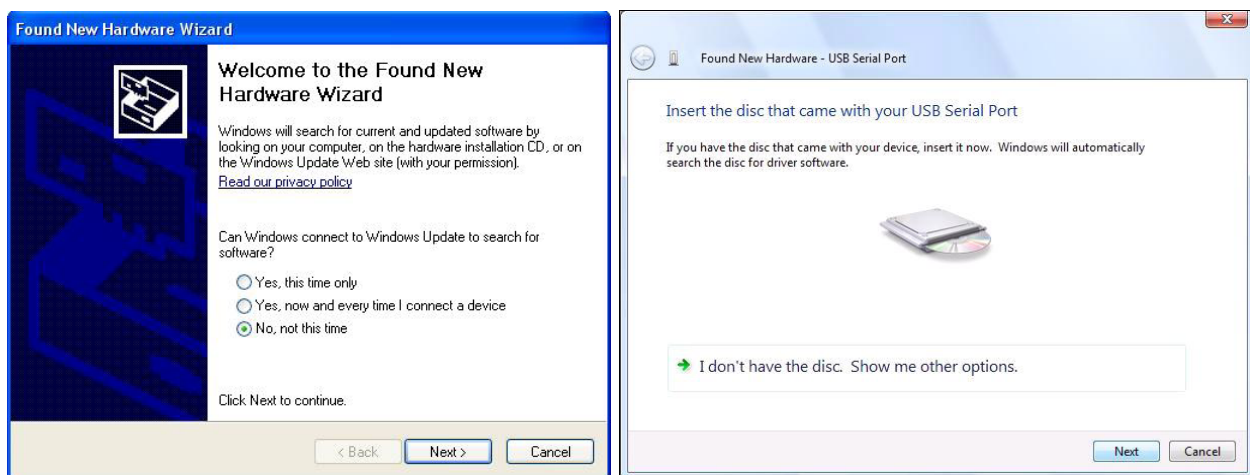 Found New Hardware Wizard
Welcome to the Found New
Hardware Wizard
Windows will search for current and updated software by
looking on your computer, on the hardware installation CD, or on
the Windows Update Web site (with your permission).
Read our privacy policy
Can Windows connect to Windows Update to search for
software?
Yes, this time only
Yes, now and every time I connect a device
No, not this time
Click Next to continue.
< Back
Next >
Cancel
Found New Hardware - USB Serial Port
Insert the disc that came with your USB Serial Port
If you have the disc that came with your device, insert it now. Windows will automatically
search the disc for driver software.
I don't have the disc. Show me other options.
Next
Cancel